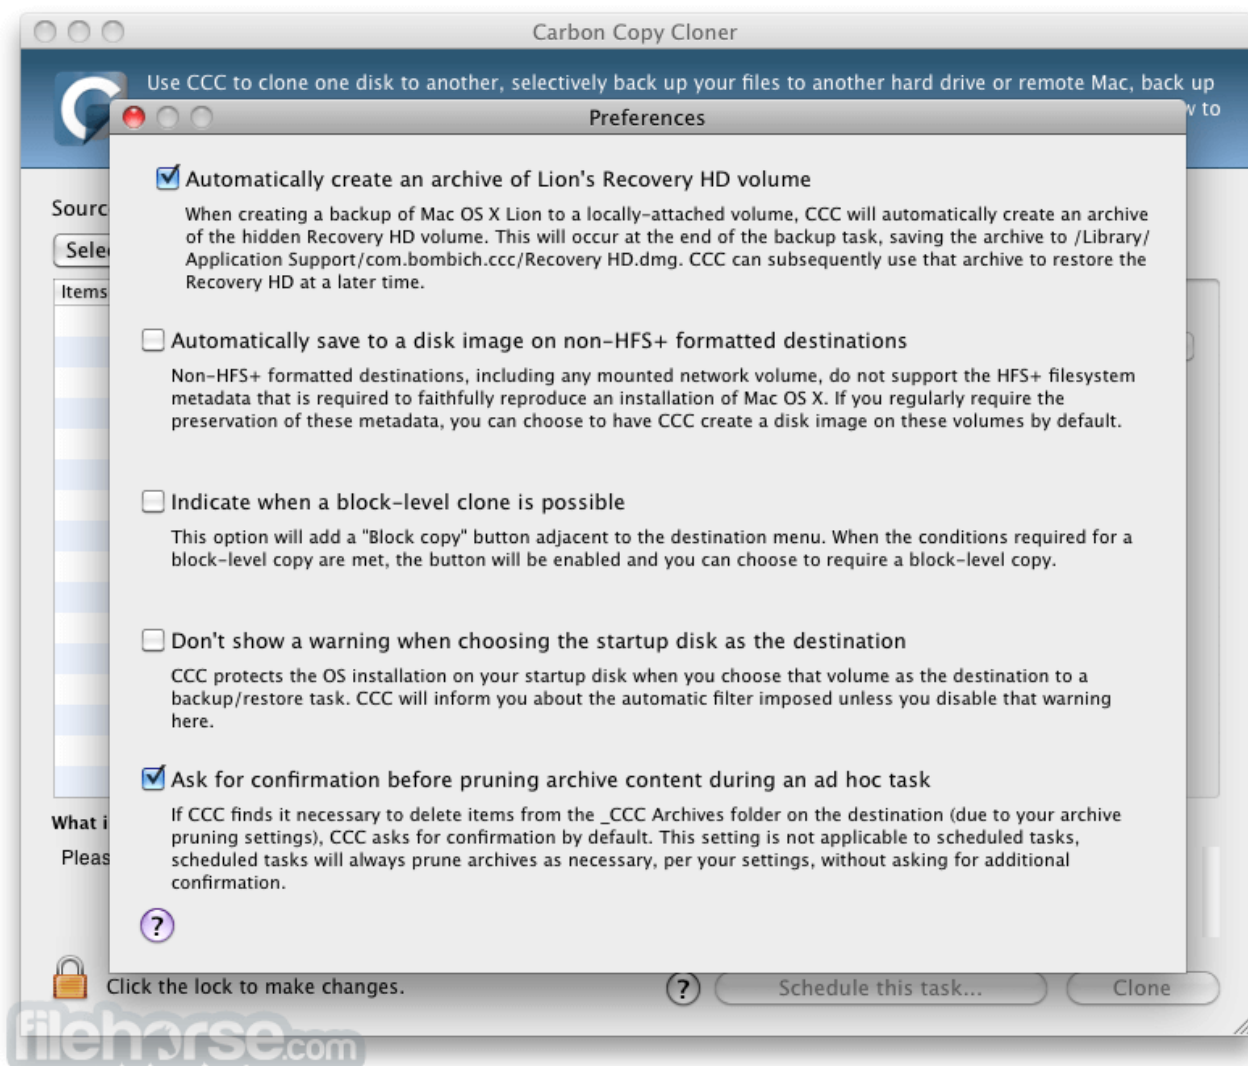 Carbon Copy Cloner
Use CCC to clone one disk to another, selectively back up your files to another hard drive or remote Mac, back up
to
Preferences
Automatically create an archive of Lion's Recovery HD volume
When creating a backup of Mac OS X Lion to a locally-attached volume, CCC will automatically create an archive
of the hidden Recovery HD volume. This will occur at the end of the backup task, saving the archive to /Library/
Application Support/com.bombich.ccc/Recovery HD.dmg. CCC can subsequently use that archive to restore the
Recovery HD at a later time.
Items
Automatically save to a disk image on non-HFS+ formatted destinations
Non-HFS+ formatted destinations, including any mounted network volume, do not support the HFS+ filesystem
metadata that is required to faithfully reproduce an installation of Mac OS X. If you regularly require the
preservation of these metadata, you can choose to have CCC create a disk image on these volumes by default.
Indicate when a block-level clone is possible
This option will add a "Block copy" button adjacent to the destination menu. When the conditions required for a
block-level copy are met, the button will be enabled and you can choose to require a block-level copy.
Don't show a warning when choosing the startup disk as the destination
CCC protects the OS installation on your startup disk when you choose that volume as the destination to a
backup/restore task. CCC will inform you about the automatic filter imposed unless you disable that warning
here.
Ask for confirmation before pruning archive content during an ad hoc task
If CCC finds it necessary to delete items from the _CCC Archives folder on the destination (due to your archive
pruning settings), CCC asks for confirmation by default. This setting is not applicable to scheduled tasks,
scheduled tasks will always prune archives as necessary, per your settings, without asking for additional
confirmation.
What
?
Click the lock to make changes.
?
Schedule this task...
Clone
filehorse.com